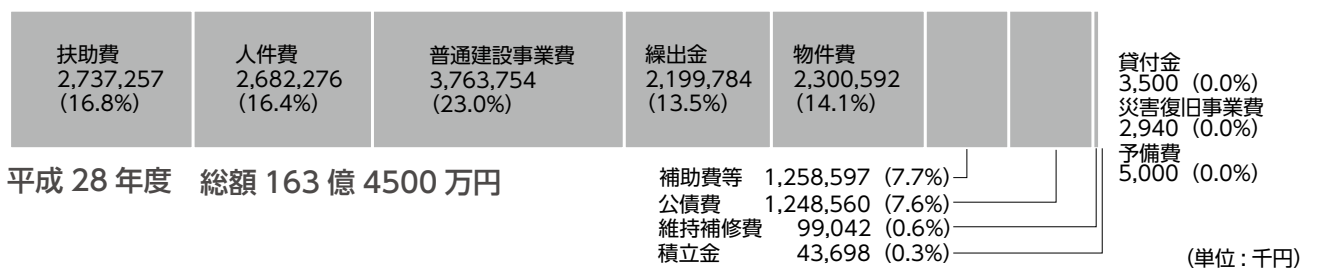 扶助費
2,737,257
(16.8%)
人件費
2,682,276
(16.4%)
普通建設事業費
3,763,754
(23.0%)
繰出金
2,199,784
(13.5%)
物件費
2,300,592
(14.1%)
貸付金
3,500 (0.0%)
災害復旧事業費
2,940 (0.0%)
予備費
5,000 (0.0%)
平成 28 年度 総額 163 億 4500 万円
補助費等 1,258,597 (7.7%)
公債費 1,248,560 (7.6%)
維持補修費 99,042 (0.6%)
積立金 43,698 (0.3%)
(単位 : 千円)